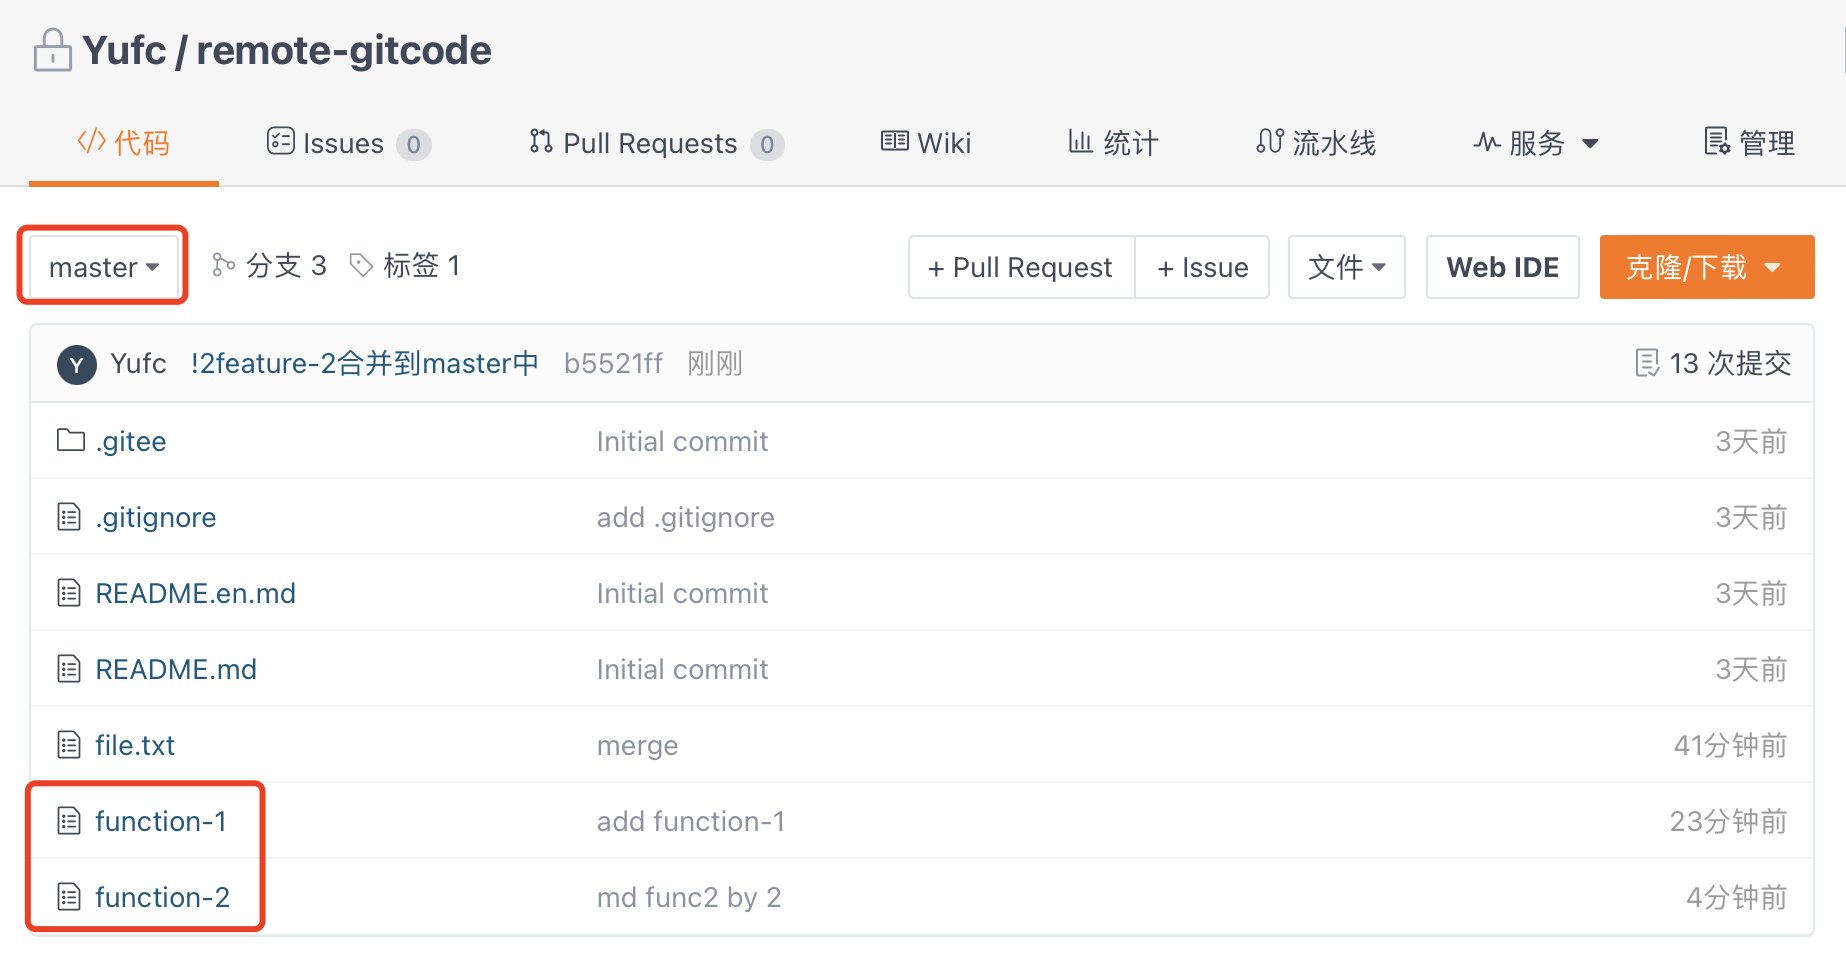 Yufc / remote-gitcode
代码 Issues 0 Pull Requests 0 Wiki 统计 流水线 服务 管理
master 分支 3 标签 1 + Pull Request + Issue 文件 Web IDE 克隆/下载
Y Yufc !2feature-2合并到master中 b5521ff 刚刚 13 次提交
.gitee Initial commit 3天前
.gitignore add .gitignore 3天前
README.en.md Initial commit 3天前
README.md Initial commit 3天前
file.txt merge 41分钟前
function-1 add function-1 23分钟前
function-2 md func2 by 2 4分钟前